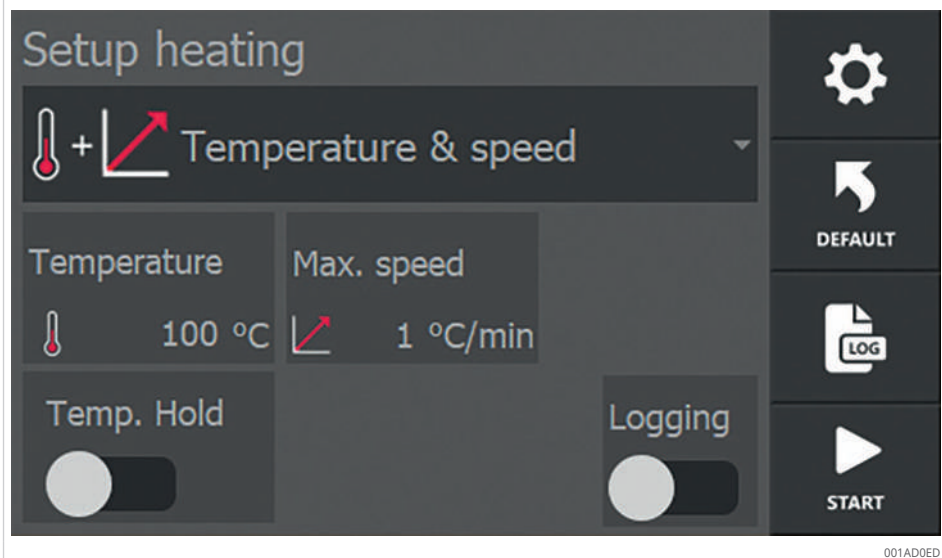 Setup heating
+ Temperature & speed
Temperature
100 °C
Max. speed
1 °C/min
Temp. Hold
Logging
DEFAULT
LOG
START
001AD0ED